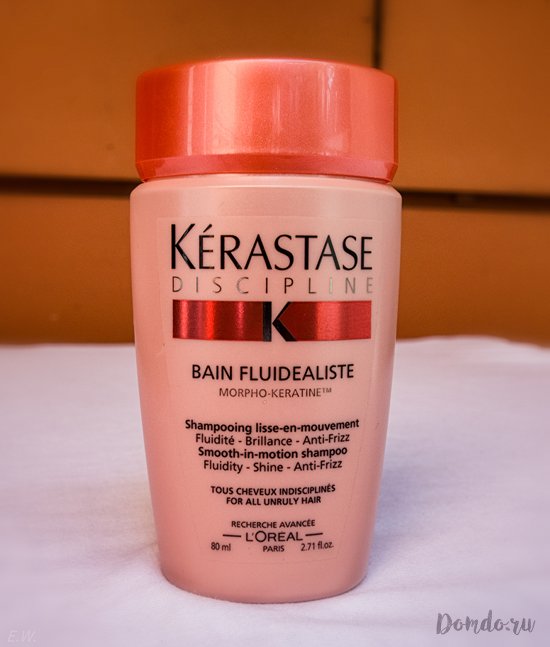 KÉRASTASE
DISCIPLINE
K
BAIN FLUIDEALISTE
MORPHO-KERATINE™
Shampooing lisse-en-mouvement
Fluidité - Brillance - Anti-Frizz
Smooth-in-motion shampoo
Fluidity - Shine - Anti-Frizz
TOUS CHEVEUX INDISCIPLINÉS
FOR ALL UNRULY HAIR
RECHERCHE AVANCÉE
L'ORÉAL
80 ml PARIS 2.71 fl.oz.
E.W.
Domdo.ru